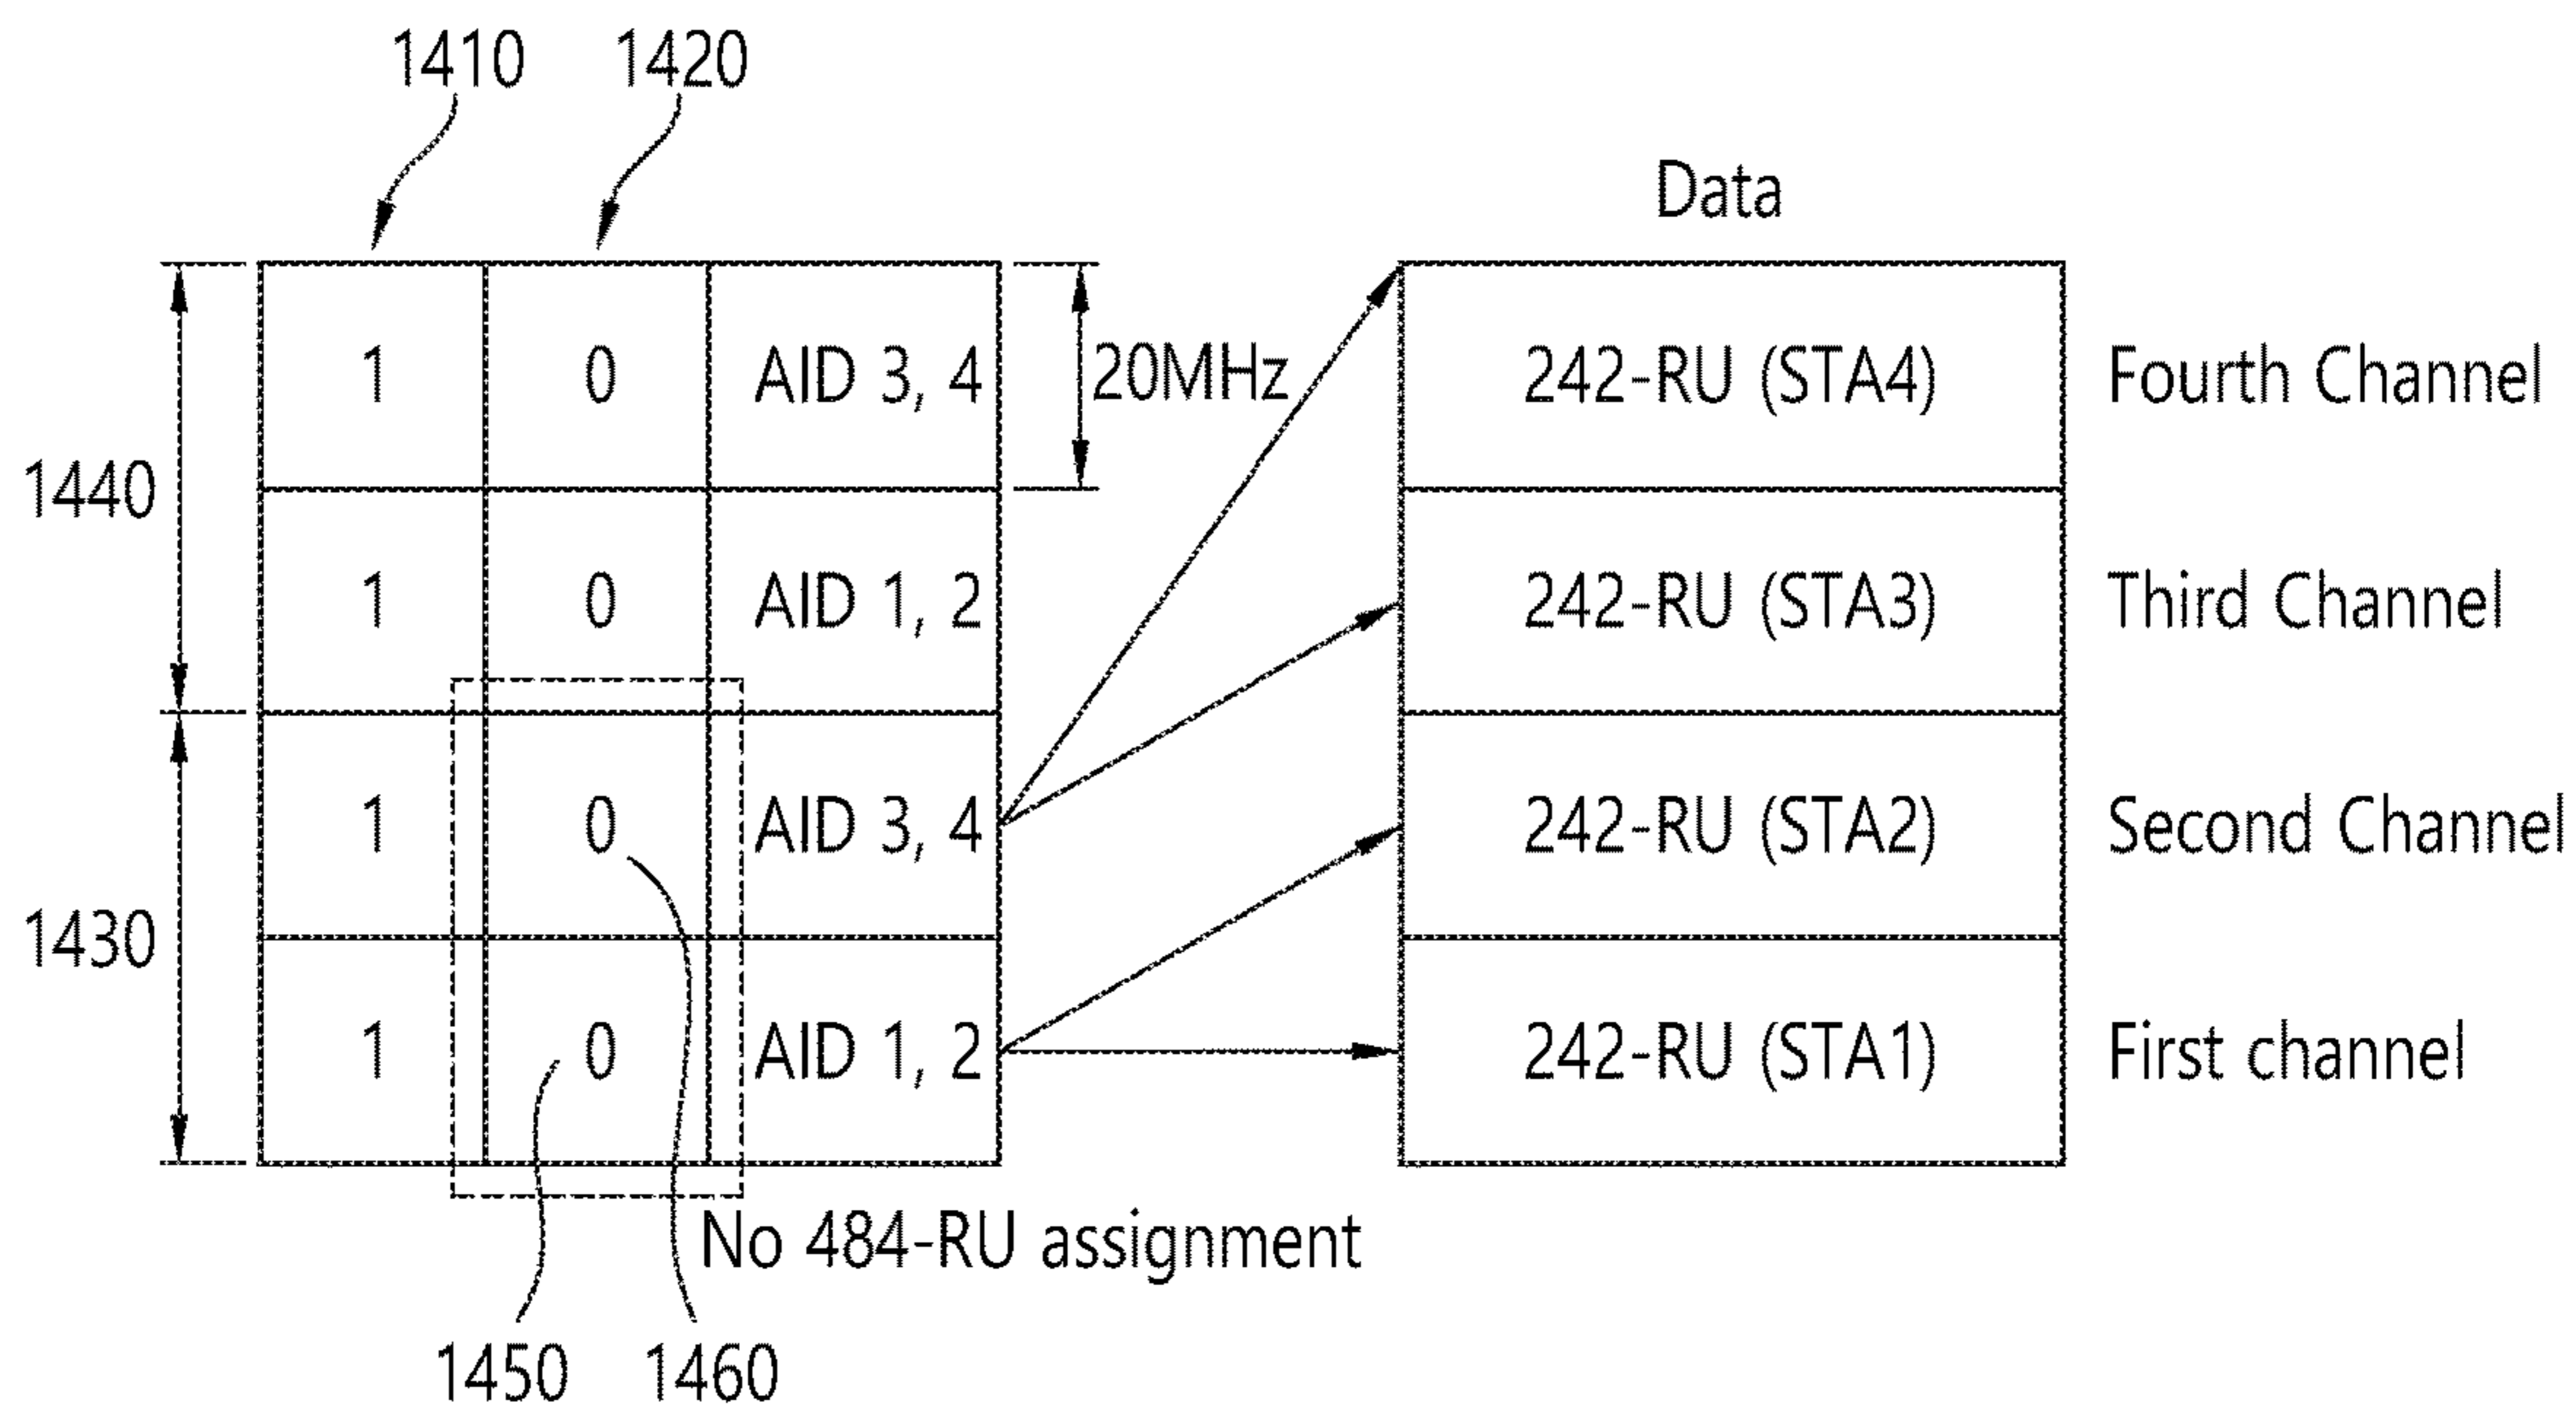 1410 1420
Data
1 0 AID 3, 4 20MHz 242-RU (STA4) Fourth Channel
1440
1 0 AID 1, 2 242-RU (STA3) Third Channel
1 0 AID 3, 4 242-RU (STA2) Second Channel
1430
1 0 AID 1, 2 242-RU (STA1) First channel
No 484-RU assignment
1450 1460